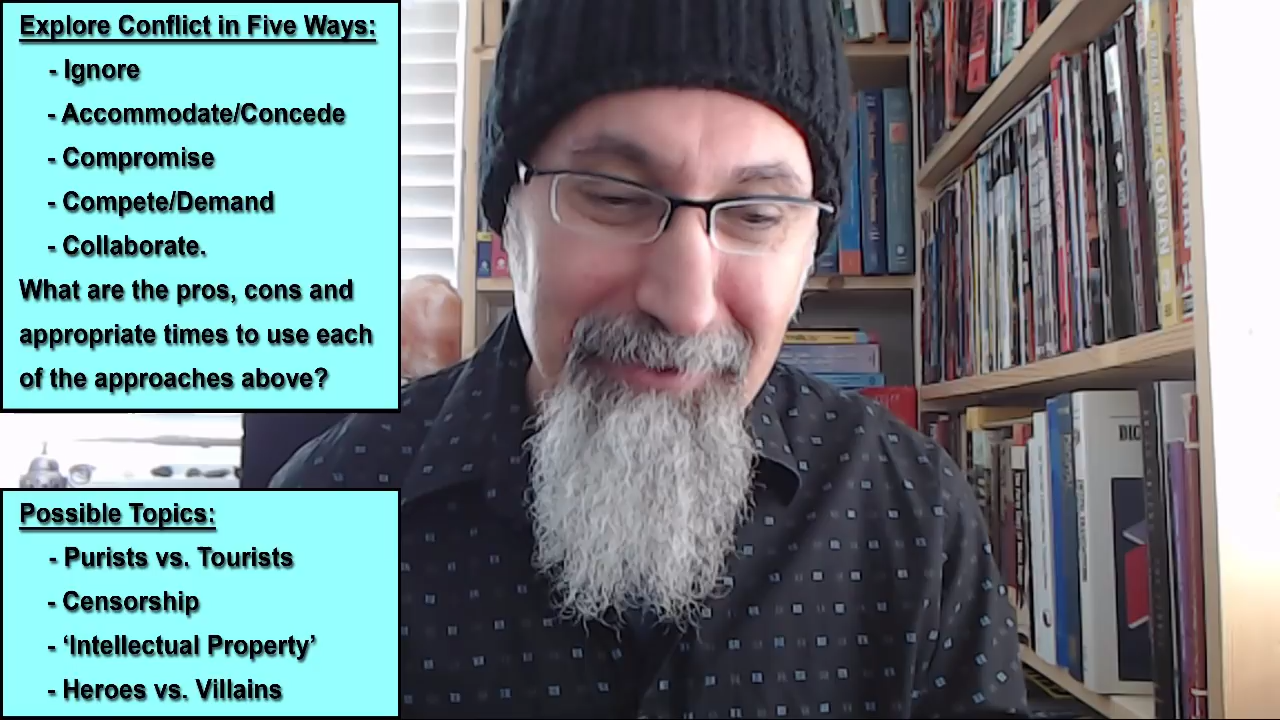 Explore Conflict in Five Ways:
- Ignore
- Accommodate/Concede
- Compromise
- Compete/Demand
- Collaborate.
What are the pros, cons and
appropriate times to use each
of the approaches above?
Possible Topics:
- Purists vs. Tourists
- Censorship
- ‘Intellectual Property’
- Heroes vs. Villains
CONAN
DIC